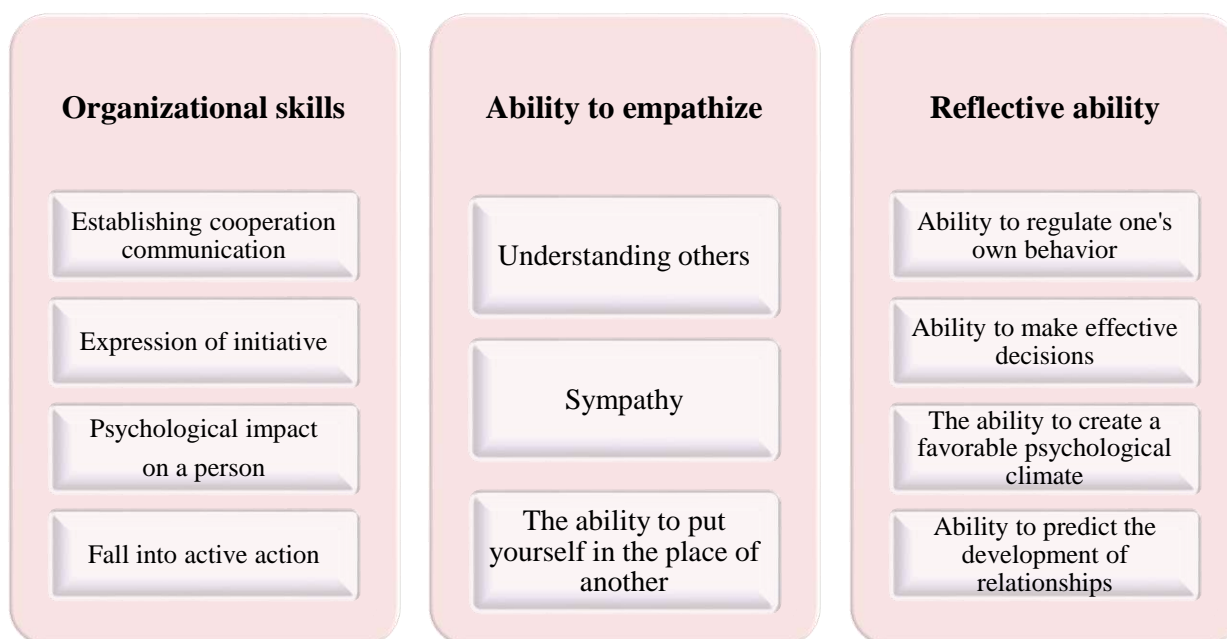 Organizational skills
Establishing cooperation
communication
Expression of initiative
Psychological impact
on a person
Fall into active action
Ability to empathize
Understanding others
Sympathy
The ability to put
yourself in the place of
another
Reflective ability
Ability to regulate one's
own behavior
Ability to make effective
decisions
The ability to create a
favorable psychological
climate
Ability to predict the
development of
relationships